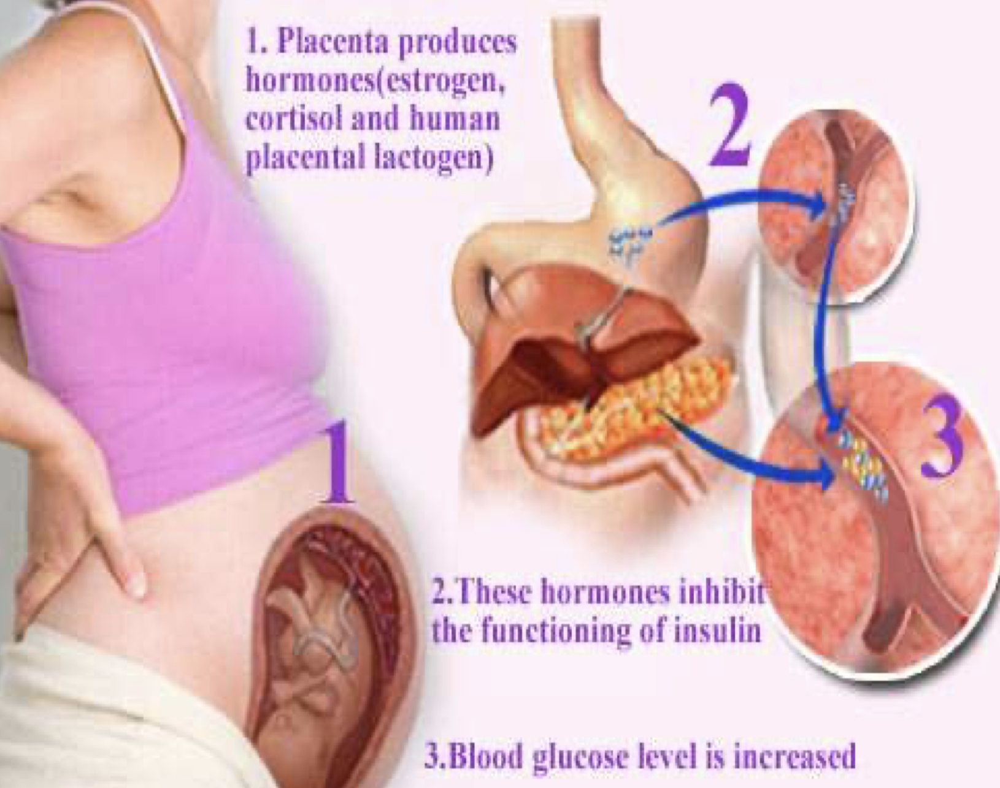 1. Placenta produces
hormones(estrogen,
cortisol and human
placental lactogen)
2
1
3
2.These hormones inhibit
the functioning of insulin
3.Blood glucose level is increased